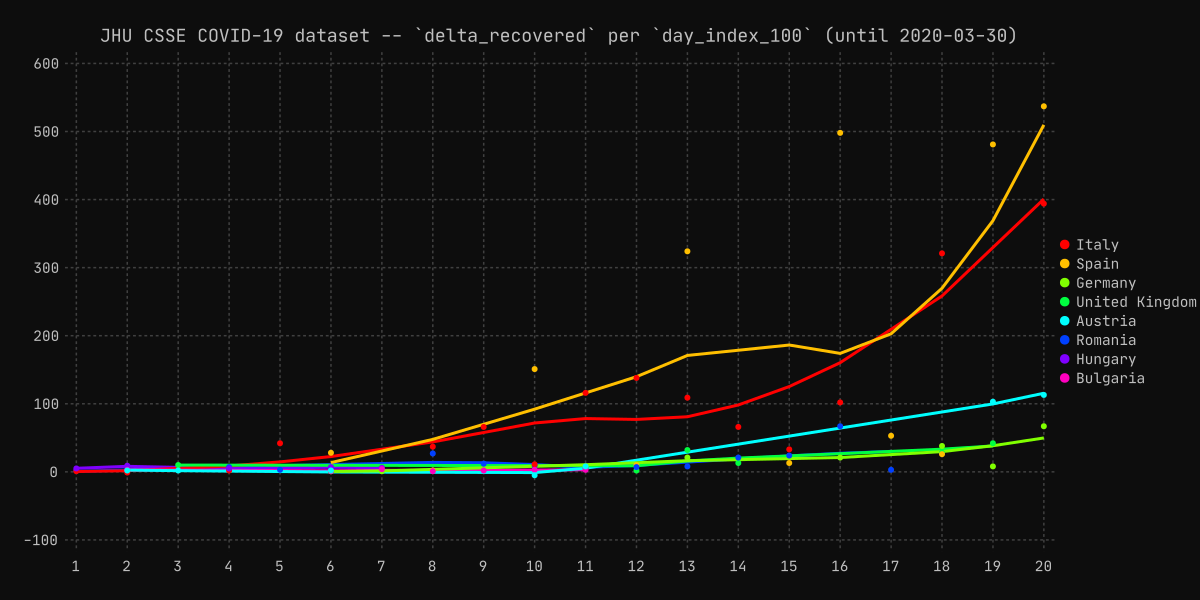 JHU CSSE COVID-19 dataset -- `delta_recovered` per `day_index_100` (until 2020-03-30)
600
500
400
300
200
100
0
-100
1 2 3 4 5 6 7 8 9 10 11 12 13 14 15 16 17 18 19 20
Italy
Spain
Germany
United Kingdom
Austria
Romania
Hungary
Bulgaria